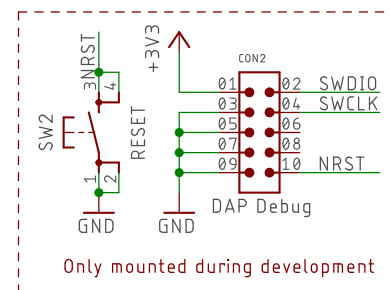 NRST
3
4
SW2
RESET
1
2
GND
+3V3
CON2
01
02
SWDIO
03
04
SWCLK
05
06
07
08
09
10
NRST
GND
DAP Debug
Only mounted during development